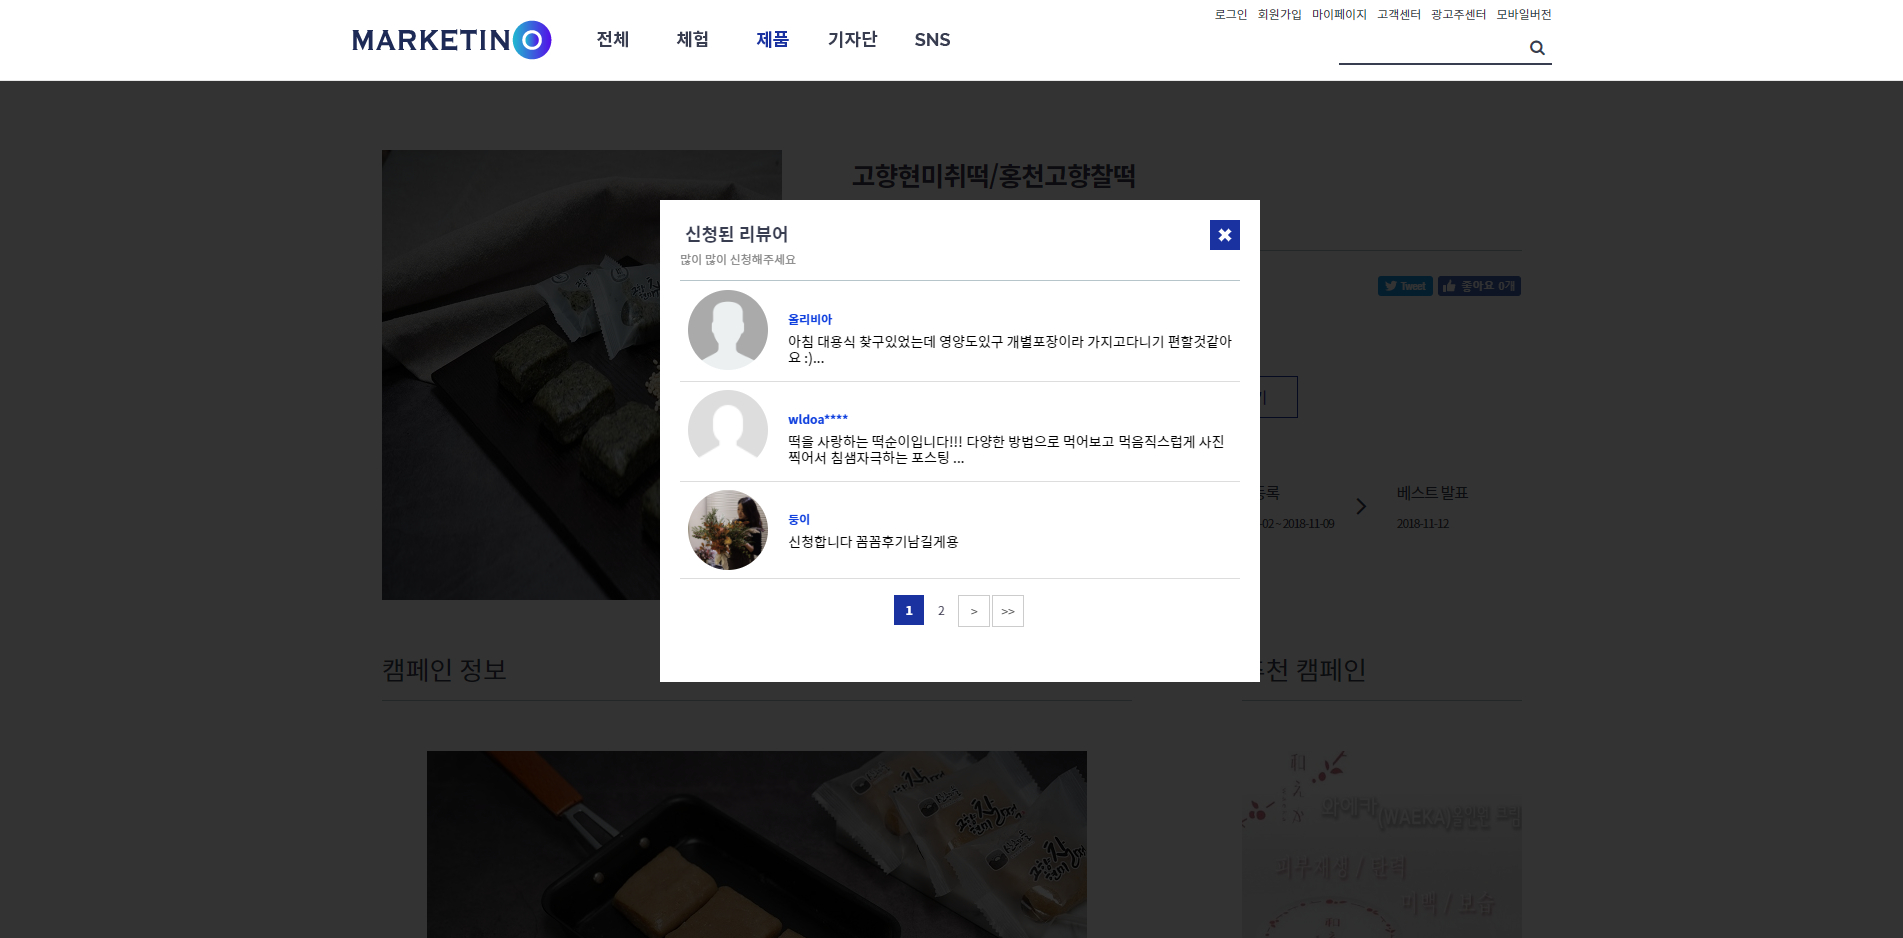 로그인 회원가입 마이페이지 고객센터 광고주센터 모바일버전
MARKETINO 전체 체험 제품 기자단 SNS
고향현미취떡/홍천고향찰떡
신청된 리뷰어
많이 많이 신청해주세요
Tweet 좋아요 0개
올리비아
아침 대용식 찾구있었는데 영양도있구 개별포장이라 가지고다니기 편할것같아
요 :)...
wldoa****
떡을 사랑하는 떡순이입니다!!! 다양한 방법으로 먹어보고 먹음직스럽게 사진
찍어서 침샘자극하는 포스팅 ...
등록 베스트 발표
-02 ~ 2018-11-09 2018-11-12
둥이
신청합니다 꼼꼼후기남길게용
1 2 > >>
캠페인 정보
추천 캠페인
와에카(WAEKA)올인원 크림
피부재생 / 탄력
미백 / 보습